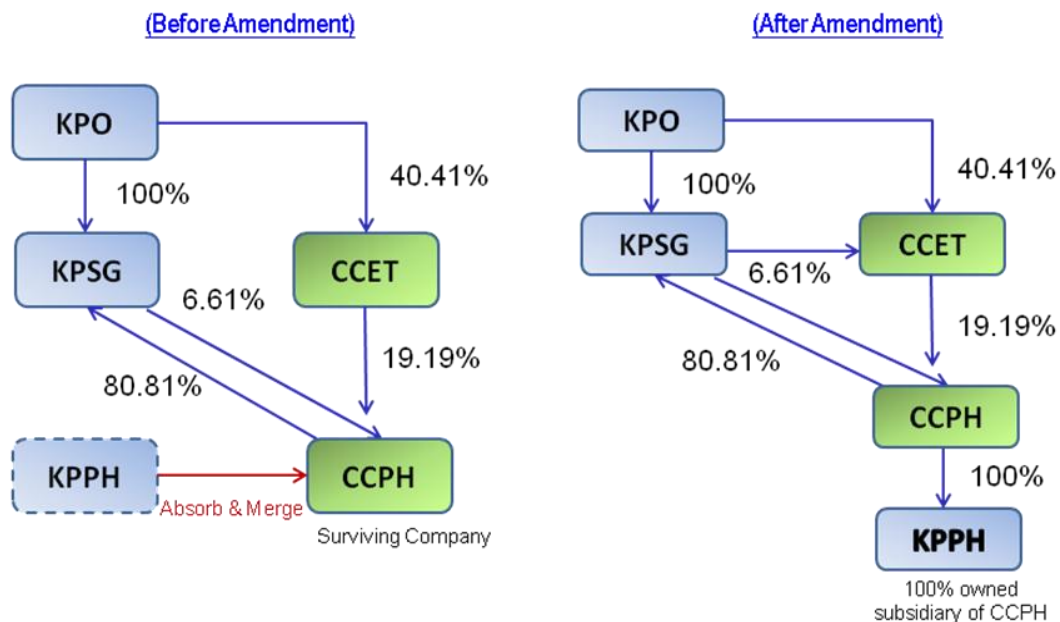 (Before Amendment)
KPO
100%
40.41%
KPSG
CCET
6.61%
80.81%
19.19%
KPPH
Absorb & Merge
CCPH
Surviving Company
(After Amendment)
KPO
100%
40.41%
KPSG
CCET
6.61%
80.81%
19.19%
CCPH
100%
KPPH
100% owned
subsidiary of CCPH